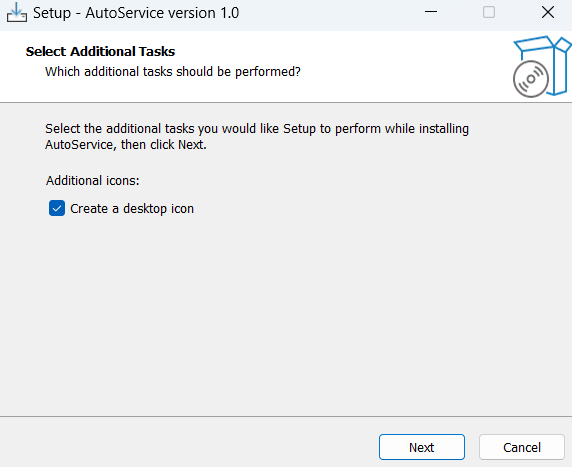 Setup - AutoService version 1.0
Select Additional Tasks
Which additional tasks should be performed?
Select the additional tasks you would like Setup to perform while installing
AutoService, then click Next.
Additional icons:
Create a desktop icon
Next
Cancel